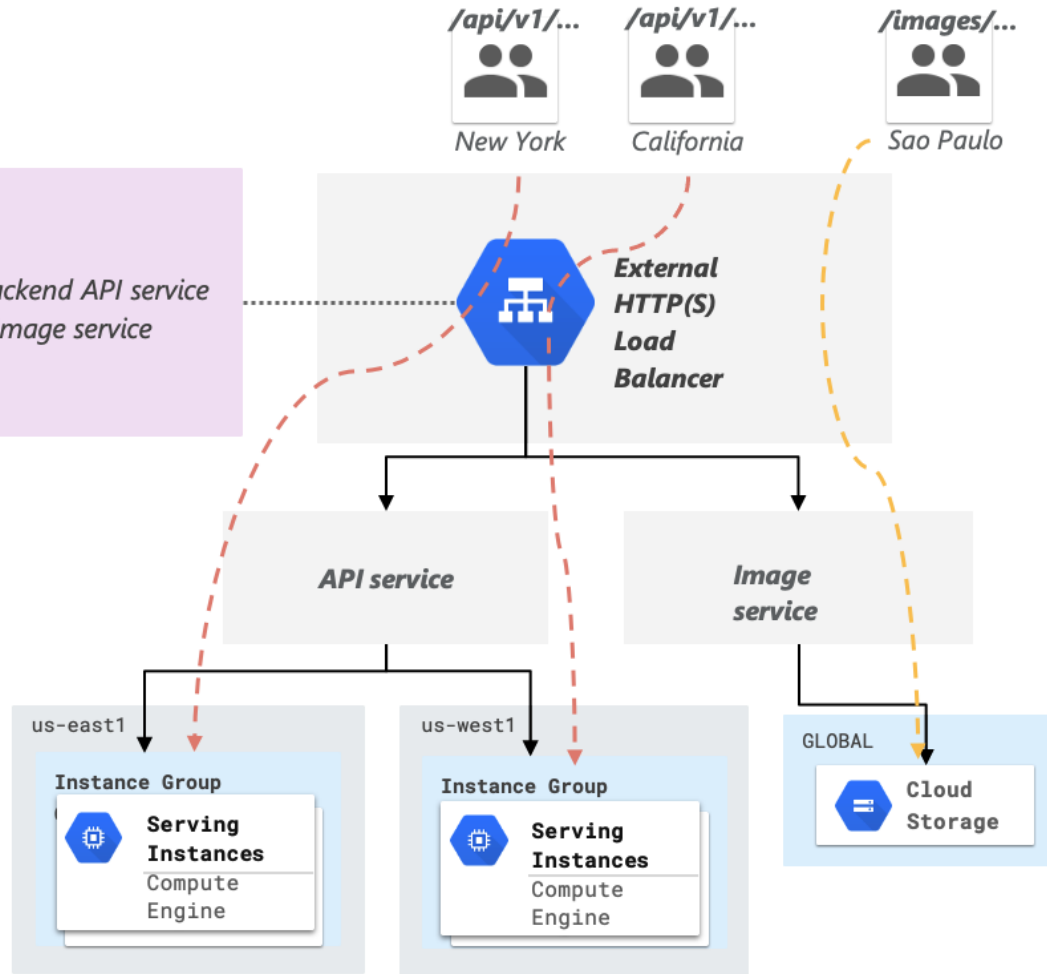 /api/v1/... /api/v1/... /images/...
New York California Sao Paulo
API service
service
External
HTTP(S)
Load
Balancer
API service
Image
service
us-east1
Instance Group
Serving
Instances
Compute
Engine
us-west1
Instance Group
Serving
Instances
Compute
Engine
GLOBAL
Cloud
Storage